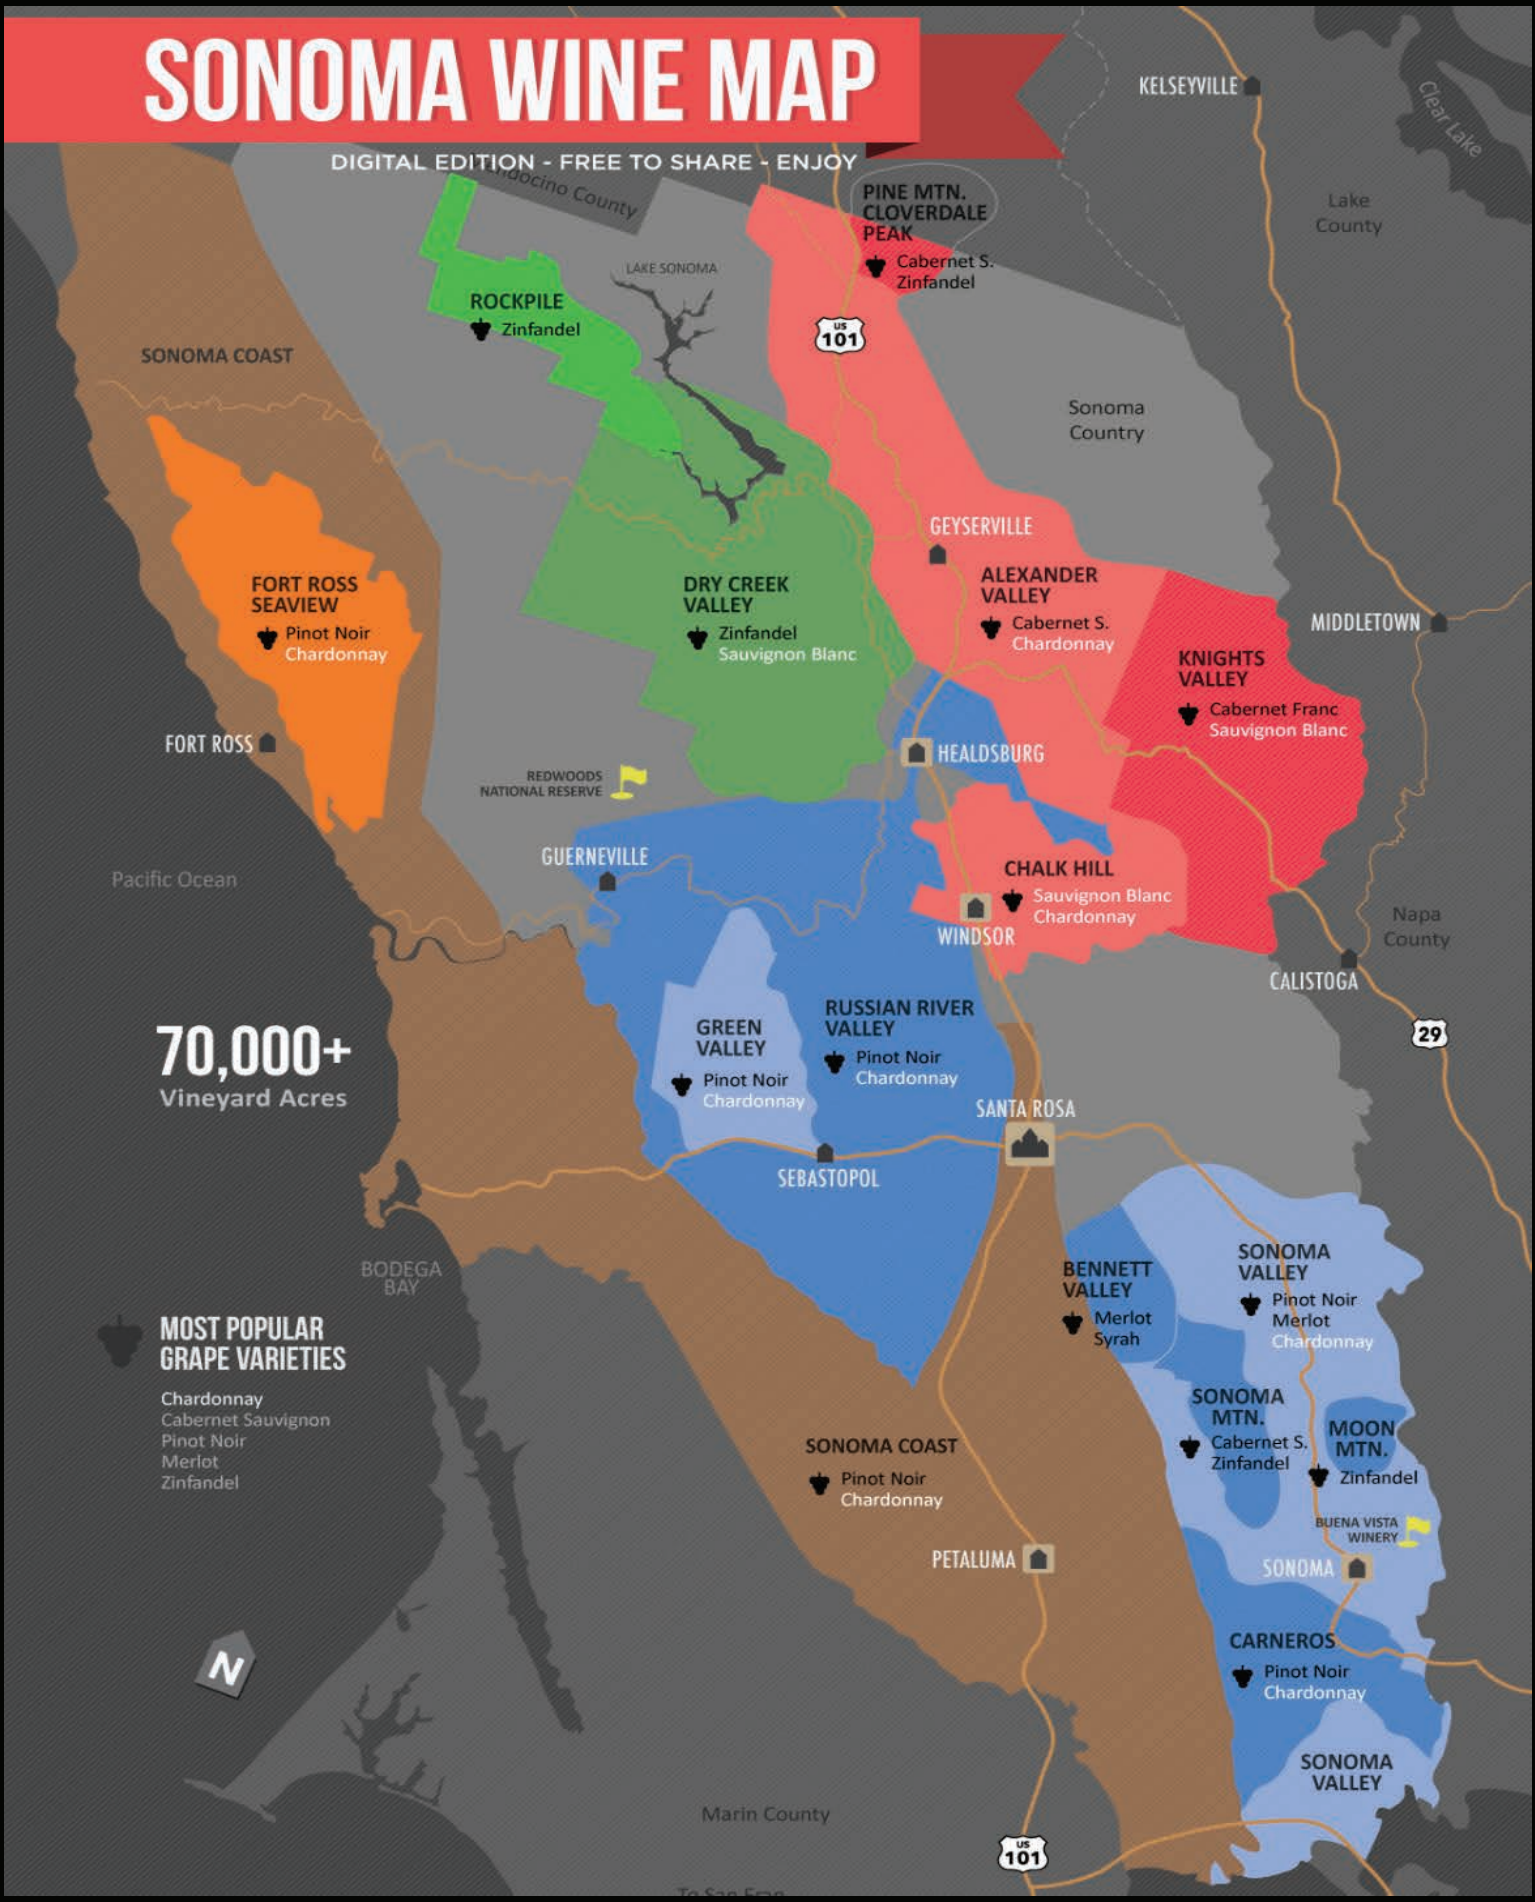 SONOMA WINE MAP
DIGITAL EDITION - FREE TO SHARE - ENJOY
KELSEYVILLE
Clear Lake
County
Lake
County
PINE MTN.
CLOVERDALE
PEAK
Cabernet S.
Zinfandel
LAKE SONOMA
ROCKPILE
Zinfandel
US
101
SONOMA COAST
Sonoma
Country
GEYSERVILLE
FORT ROSS
SEAVIEW
Pinot Noir
Chardonnay
DRY CREEK
VALLEY
Zinfandel
Sauvignon Blanc
ALEXANDER
VALLEY
Cabernet S.
Chardonnay
MIDDLETOWN
KNIGHTS
VALLEY
Cabernet Franc
Sauvignon Blanc
FORT ROSS
HEALDSBURG
REDWOODS
NATIONAL RESERVE
GUERNEVILLE
Pacific Ocean
CHALK HILL
Sauvignon Blanc
Chardonnay
WINDSOR
Napa
County
CALISTOGA
29
70,000+
Vineyard Acres
GREEN
VALLEY
Pinot Noir
Chardonnay
RUSSIAN RIVER
VALLEY
Pinot Noir
Chardonnay
SANTA ROSA
SEBASTOPOL
BODEGA
BAY
BENNETT
VALLEY
Merlot
Syrah
SONOMA
VALLEY
Pinot Noir
Merlot
Chardonnay
MOST POPULAR
GRAPE VARIETIES
Chardonnay
Cabernet Sauvignon
Pinot Noir
Merlot
Zinfandel
SONOMA
MTN.
Cabernet S.
Zinfandel
MOON
MTN.
Zinfandel
SONOMA COAST
Pinot Noir
Chardonnay
BUENA VISTA
WINERY
PETALUMA
SONOMA
CARNEROS
Pinot Noir
Chardonnay
N
SONOMA
VALLEY
Marin County
US
101
To San Fran